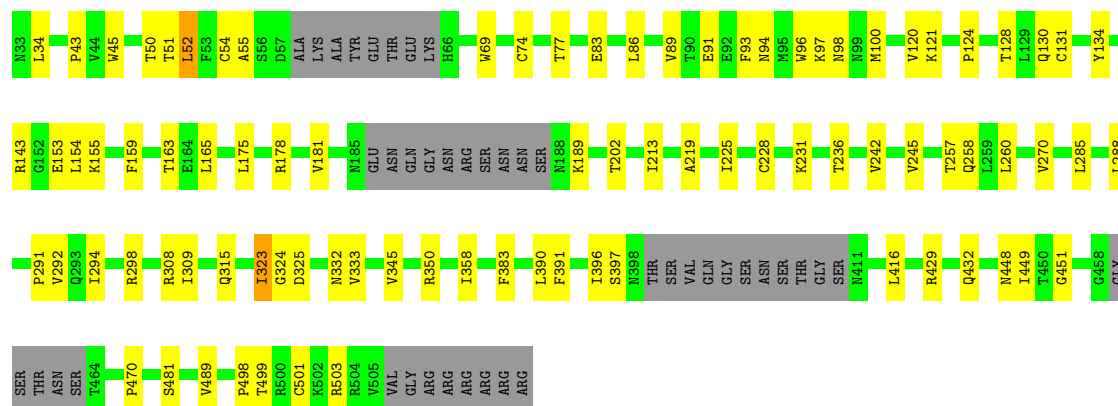 N33 L34 P43 V44 W45 T50 T51 L52 F53 C54 A55 S56 D57 ALA LYS ALA TYR GLU THR GLU LYS H66 W69 C74 T77 E83 L86 V89 T90 E91 E92 F93 N94 M95 W96 K97 N98 N99 M100 V120 K121 P124 T128 L129 Q130 C131 Y134
R143 G152 E153 L154 K155 F159 T163 E164 L165 L175 R178 V181 N185 GLU ASN GLN GLY ASN ARG SER ASN ASN SER N188 K189 T202 I213 A219 I225 C228 K231 T236 V242 V245 T257 Q258 L259 L260 V270 L285 L288
P291 V292 Q293 I294 R298 R308 I309 Q315 I323 G324 D325 N332 V333 V345 R350 I358 F383 L390 F391 I396 S397 N398 THR SER VAL GLN GLY SER ASN SER THR GLY SER N411 L416 R429 Q432 N448 I449 T450 G451 G458 GLY
SER THR ASN SER T464 P470 S481 V489 P498 T499 R500 C501 K502 R503 R504 V505 VAL GLY ARG ARG ARG ARG ARG ARG